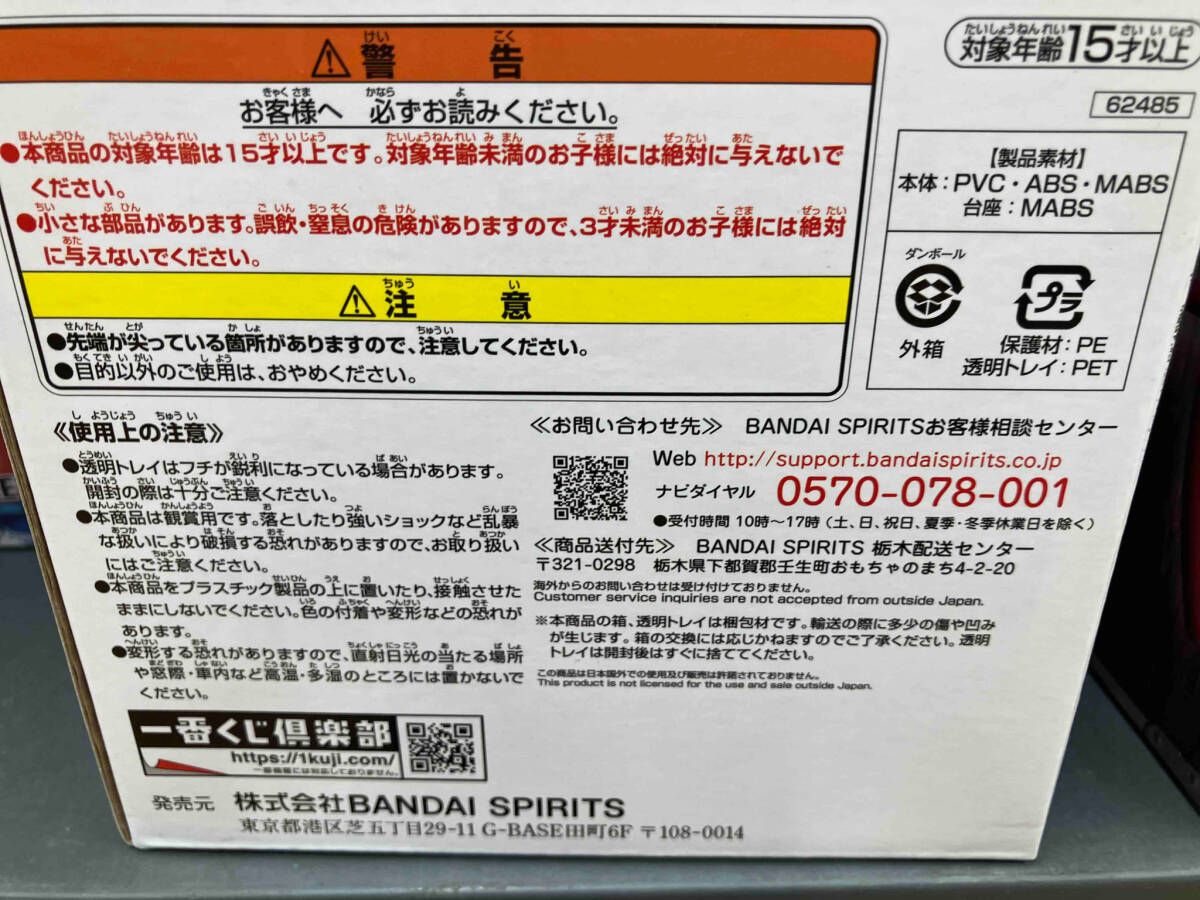 対象年齢15才以上
62485
⚠警告
お客様へ 必ずお読みください。
●本商品の対象年齢は15才以上です。対象年齢未満のお子様には絶対に与えないで
ください。
●小さな部品があります。誤飲・窒息の危険がありますので、3才未満のお子様には絶対
に与えないでください。
⚠注意
●先端が尖っている箇所がありますので、注意してください。
●目的以外のご使用は、おやめください。
【製品素材】
本体：PVC・ABS・MABS
台座：MABS
ダンボール
外箱
プラ
保護材：PE
透明トレイ：PET
《使用上の注意》
●透明トレイはフチが鋭利になっている場合があります。
開封の際は十分ご注意ください。
●本商品は観賞用です。落としたり強いショックなど乱暴
な扱いにより破損する恐れがありますので、お取り扱い
にはご注意ください。
●本商品をプラスチック製品の上に置いたり、接触させた
ままにしないでください。色の付着や変形などの恐れが
あります。
●変形する恐れがありますので、直射日光の当たる場所
や窓際・車内など高温・多湿のところには置かないで
ください。
≪お問い合わせ先≫ BANDAI SPIRITSお客様相談センター
Web http://support.bandaispirits.co.jp
ナビダイヤル 0570-078-001
●受付時間 10時〜17時（土、日、祝日、夏季・冬季休業日を除く）
≪商品送付先≫ BANDAI SPIRITS 栃木配送センター
〒321-0298 栃木県下都賀郡壬生町おもちゃのまち4-2-20
海外からのお問い合わせは受け付けておりません。
Customer service inquiries are not accepted from outside Japan.
※本商品の箱、透明トレイは梱包材です。輸送の際に多少の傷や凹み
が生じます。箱の交換には応じかねますのでご了承ください。透明
トレイは開封後はすぐに捨ててください。
この商品は日本国外での使用及び販売は許諾されておりません。
This product is not licensed for the use and sale outside Japan.
一番くじ倶楽部
https://1kuji.com/
発売元 株式会社BANDAI SPIRITS
東京都港区芝五丁目29-11 G-BASE田町6F 〒108-0014